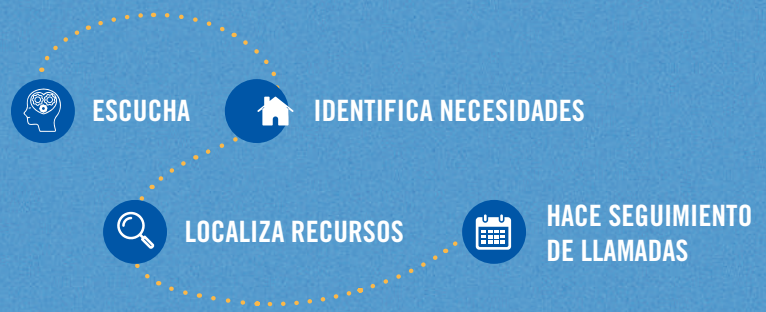 ESCUCHA
IDENTIFICA NECESIDADES
LOCALIZA RECURSOS
HACE SEGUIMIENTO
DE LLAMADAS